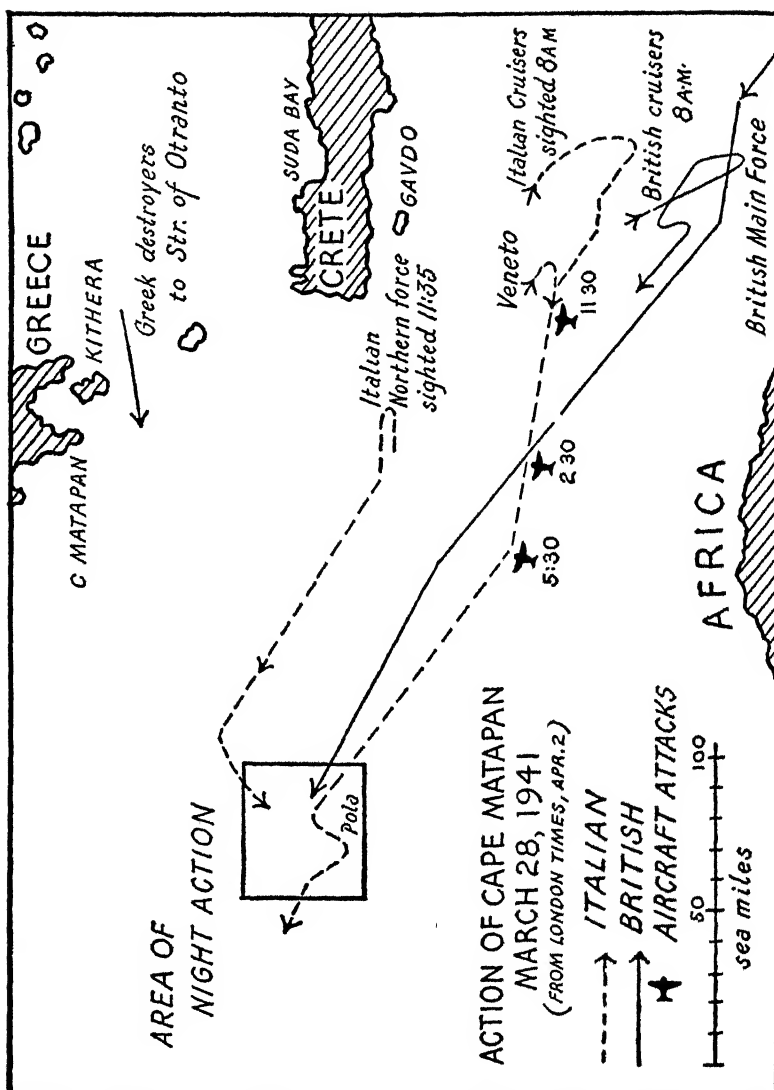 GREECE
C MATAPAN
KITHERA
Greek destroyers
to Str. of Otranto
SUDA BAY
CRETE
GAVDO
Italian
Northern force
sighted 11:35
Italian Cruisers
sighted 8AM
British cruisers
8 A.M.
Veneto
11 30
2 30
5:30
British Main Force
AFRICA
AREA OF
NIGHT ACTION
Pola
ACTION OF CAPE MATAPAN
MARCH 28, 1941
(FROM LONDON TIMES, APR.2)
ITALIAN
BRITISH
AIRCRAFT ATTACKS
50 100
sea miles